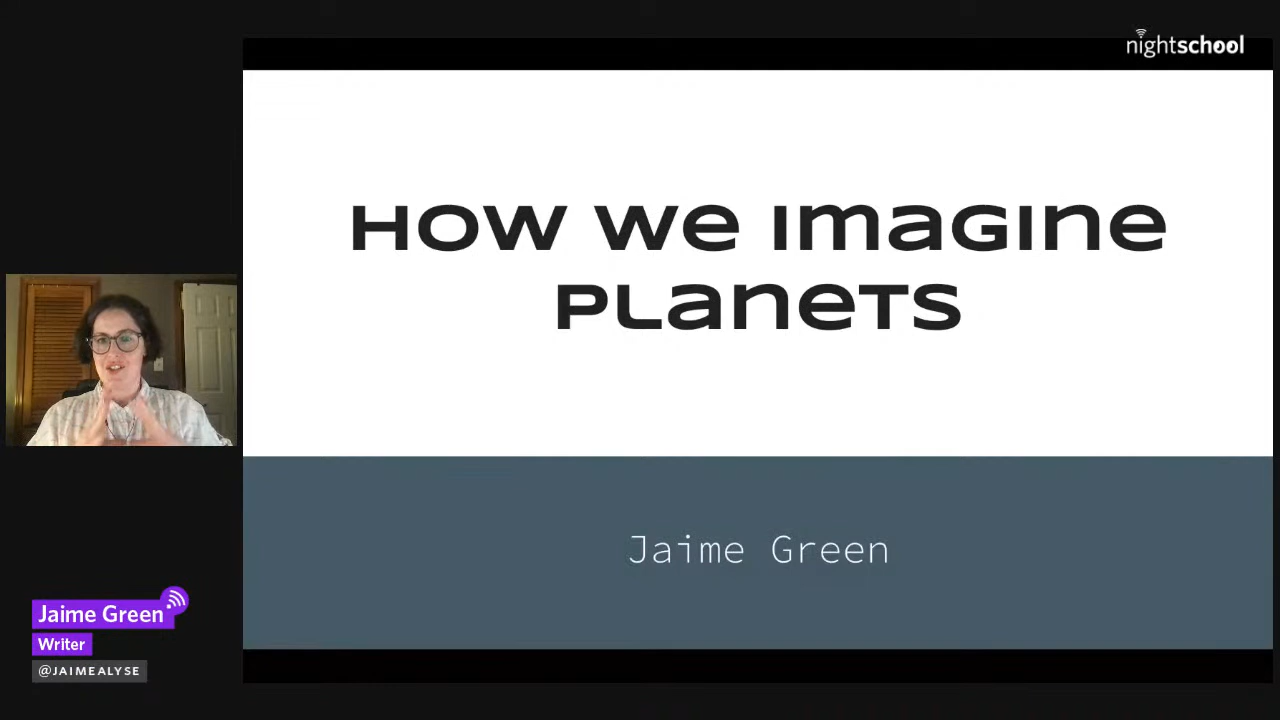 nightschool
How we Imagine
Planets
Jaime Green
Jaime Green
Writer
@JAIMEALYSE